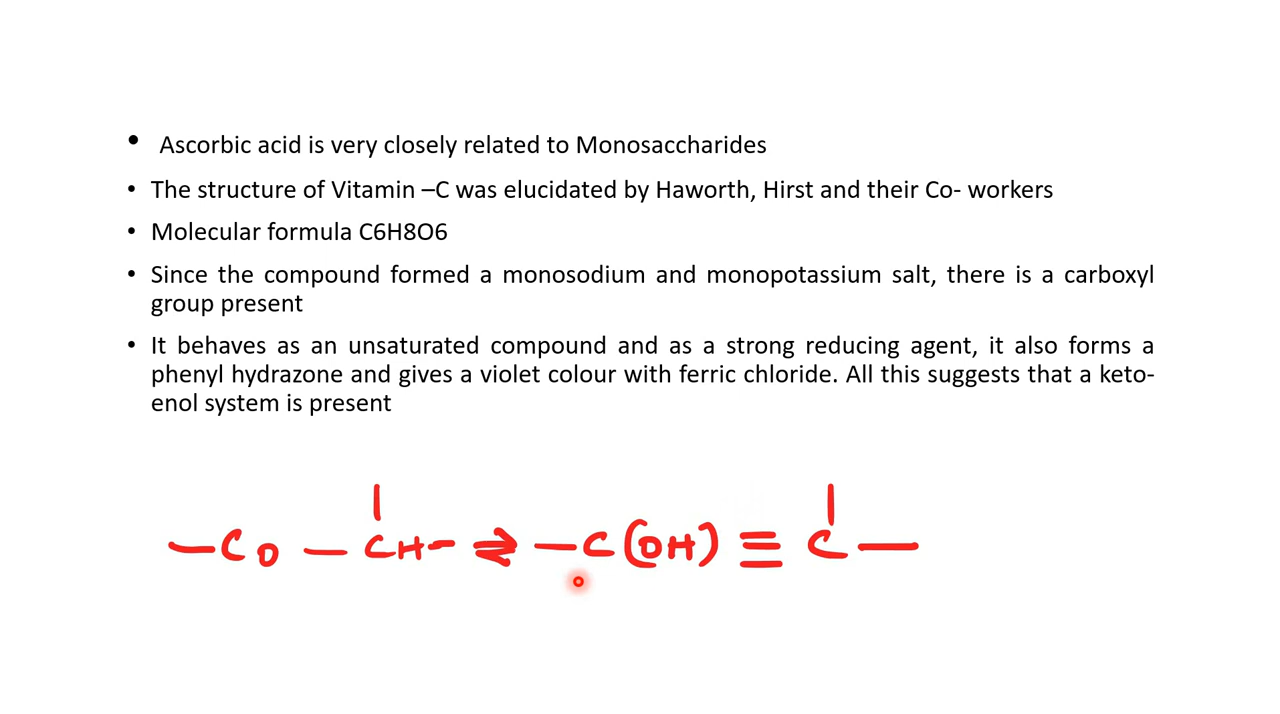 • Ascorbic acid is very closely related to Monosaccharides
• The structure of Vitamin –C was elucidated by Haworth, Hirst and their Co- workers
• Molecular formula C6H8O6
• Since the compound formed a monosodium and monopotassium salt, there is a carboxyl
group present
• It behaves as an unsaturated compound and as a strong reducing agent, it also forms a
phenyl hydrazone and gives a violet colour with ferric chloride. All this suggests that a keto-
enol system is present
—CO — CH- ⇄ —C(OH) ≡ C —